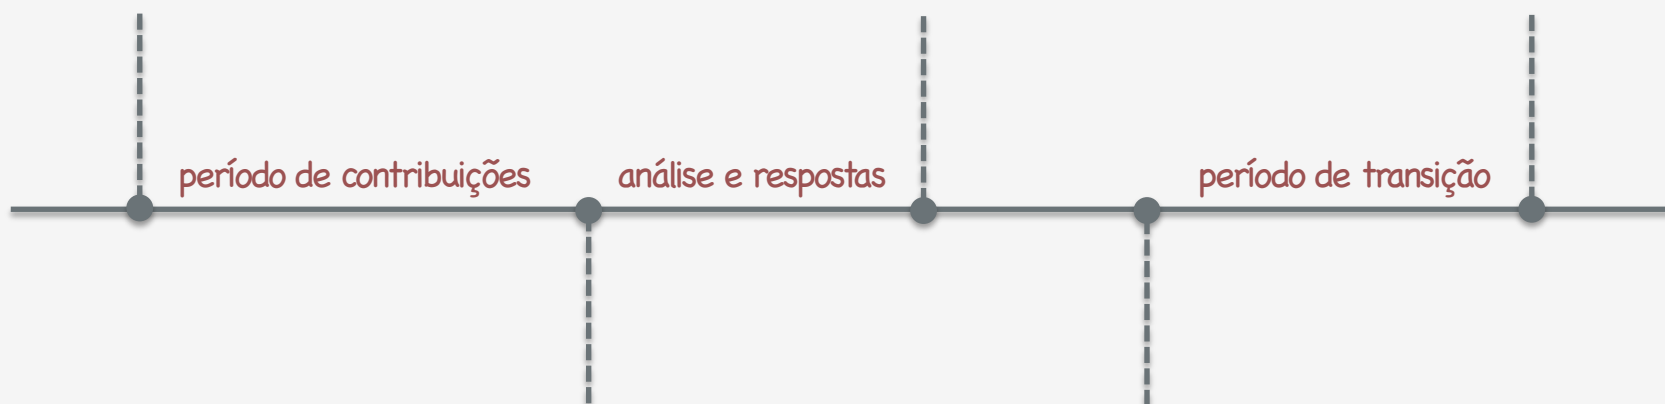 período de contribuições
análise e respostas
período de transição